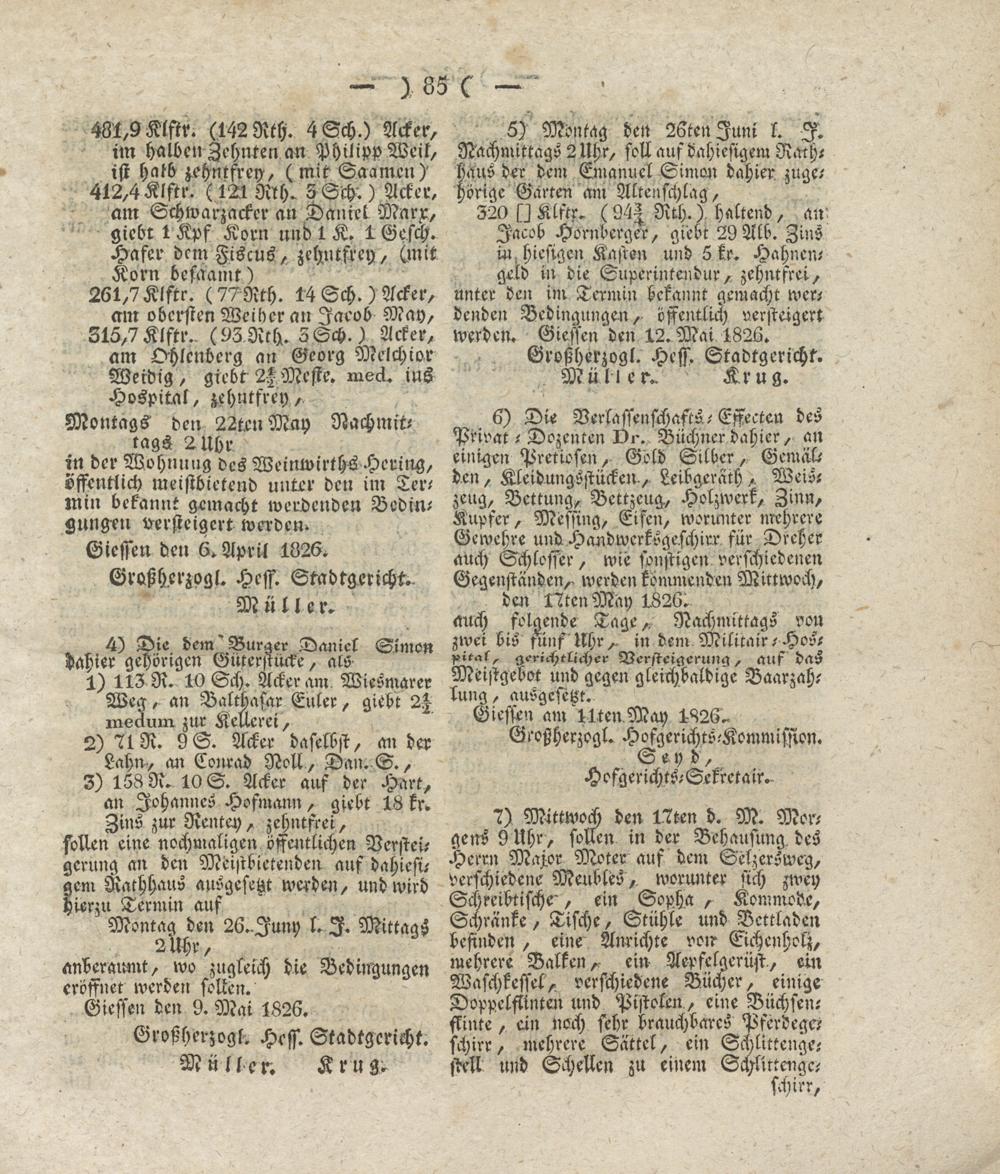 — ) 85 ( —
481,9 Klftr. (142 Rth. 4 Sch.) Acker,
im halben Zehnten an Philipp Weil,
ist halb zehntfrey, (mit Saamen)
412,4 Klftr. (121 Rth. 3 Sch.) Acker,
am Schwarzacker an Daniel Marx,
giebt 1 Kpf Korn und 1 K. 1 Gesch.
Hafer dem Fiscus, zehntfrey, (mit
Korn besaamt)
261,7 Klftr. (77 Rth. 14 Sch.) Acker,
am obersten Weiher an Jacob May,
315,7 Klftr. (93 Rth. 3 Sch.) Acker,
am Ohlenberg an Georg Melchior
Weidig, giebt Meste. med. ins
Hospital, zehntfrey,
Montags den 22ten May Nachmit-
tags 2 Uhr
in der Wohnung des Weinwirths Hering,
öffentlich meistbietend unter den im Ter-
min bekannt gemacht werdenden Bedin-
gungen versteigert werden.
Giessen den 6. April 1826.
Großherzogl. Hess. Stadtgericht.
Müller.
4) Die dem Burger Daniel Simon
dahier gehörigen Güterstücke, als
1) 113 R. 10 Sch. Acker am Wiesmarer
Weg, an Balthasar Euler, giebt 2½
medum zur Kellerei,
2) 71 R. 9 S. Acker daselbst, an der
Lahn, an Conrad Noll, Dan. S.,
3) 158 R. 10 S. Acker auf der Hart,
an Johannes Hofmann, giebt 18 kr.
Zins zur Rentey, zehntfrei,
sollen eine nochmaligen öffentlichen Verstei-
gerung an den Meistbietenden auf dahiesi-
gem Rathhaus ausgesetzt werden, und wird
hierzu Termin auf
Montag den 26. Juny l. J. Mittags
2 Uhr,
anberaumt, wo zugleich die Bedingungen
eröffnet werden sollen.
Giessen den 9. Mai 1826.
Großherzogl. Hess. Stadtgericht.
Müller. Krug.
5) Montag den 26ten Juni l. J.
Nachmittags 2 Uhr, soll auf dahiesigem Rath-
haus der dem Emanuel Simon dahier zuge-
hörige Garten am Altenschlag,
320 [] Klftr. (94¾ Rth.) haltend, an
Jacob Hornberger, giebt 29 Alb. Zins
in hiesigen Kasten und 5 kr. Hahnen-
geld in die Superintendur, zehntfrei,
unter den im Termin bekannt gemacht wer-
denden Bedingungen, öffentlich versteigert
werden. Giessen den 12. Mai 1826.
Großherzogl. Hess. Stadtgericht.
Müller. Krug.
6) Die Verlassenschafts-Effecten des
Privat-Dozenten Dr. Büchner dahier, an
einigen Pretiosen, Gold Silber, Gemäl-
den, Kleidungsstücken, Leibgeräth, Weis-
zeug, Bettung, Bettzeug, Holzwerk, Zinn,
Kupfer, Messing, Eisen, worunter mehrere
Gewehre und Handwerksgeschirr für Dreher
auch Schlosser, wie sonstigen verschiedenen
Gegenständen, werden kommenden Mittwoch,
den 17ten May 1826.
auch folgende Tage, Nachmittags von
zwei bis fünf Uhr, in dem Militair-Hos-
pital, gerichtlicher Versteigerung, auf das
Meistgebot und gegen gleichbaldige Baarzah-
lung, ausgesetzt.
Giessen am 11ten May 1826.
Großherzogl. Hofgerichts-Kommission.
Seyd,
Hofgerichts-Sekretair.
7) Mittwoch den 17ten d. M. Mor-
gens 9 Uhr, sollen in der Behausung des
Herrn Major Moter auf dem Selzersweg,
verschiedene Meubles, worunter sich zwey
Schreibtische, ein Sopha, Kommode,
Schränke, Tische, Stühle und Bettladen
befinden, eine Anrichte von Eichenholz,
mehrere Balken, ein Aepfelgerüst, ein
Waschkessel, verschiedene Bücher, einige
Doppelflinten und Pistolen, eine Büchsen-
flinte, ein noch sehr brauchbares Pferdege-
schirr, mehrere Sättel, ein Schlittenge-
stell und Schellen zu einem Schlittenge-
schirr,